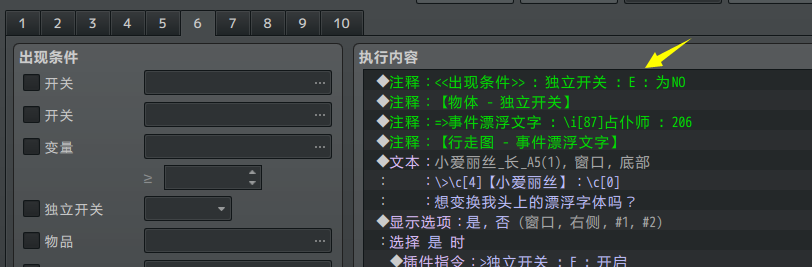 1 2 3 4 5 6 7 8 9 10
出现条件
开关 ...
开关 ...
变量 ...
≥
独立开关
物品 ...
执行内容
◆注释：<<出现条件>> : 独立开关 : E : 为NO
◆注释：【物体 - 独立开关】
◆注释：=>事件漂浮文字 : \i[87]占仆师 : 206
◆注释：【行走图 - 事件漂浮文字】
◆文本：小爱丽丝_长_A5(1), 窗口, 底部
：    ：\>\c[4]【小爱丽丝】:\c[0]
：    ：想变换我头上的漂浮字体吗？
◆显示选项：是, 否 (窗口, 右侧, #1, #2)
：选择 是 时
◆插件指令：>独立开关 : E : 开启